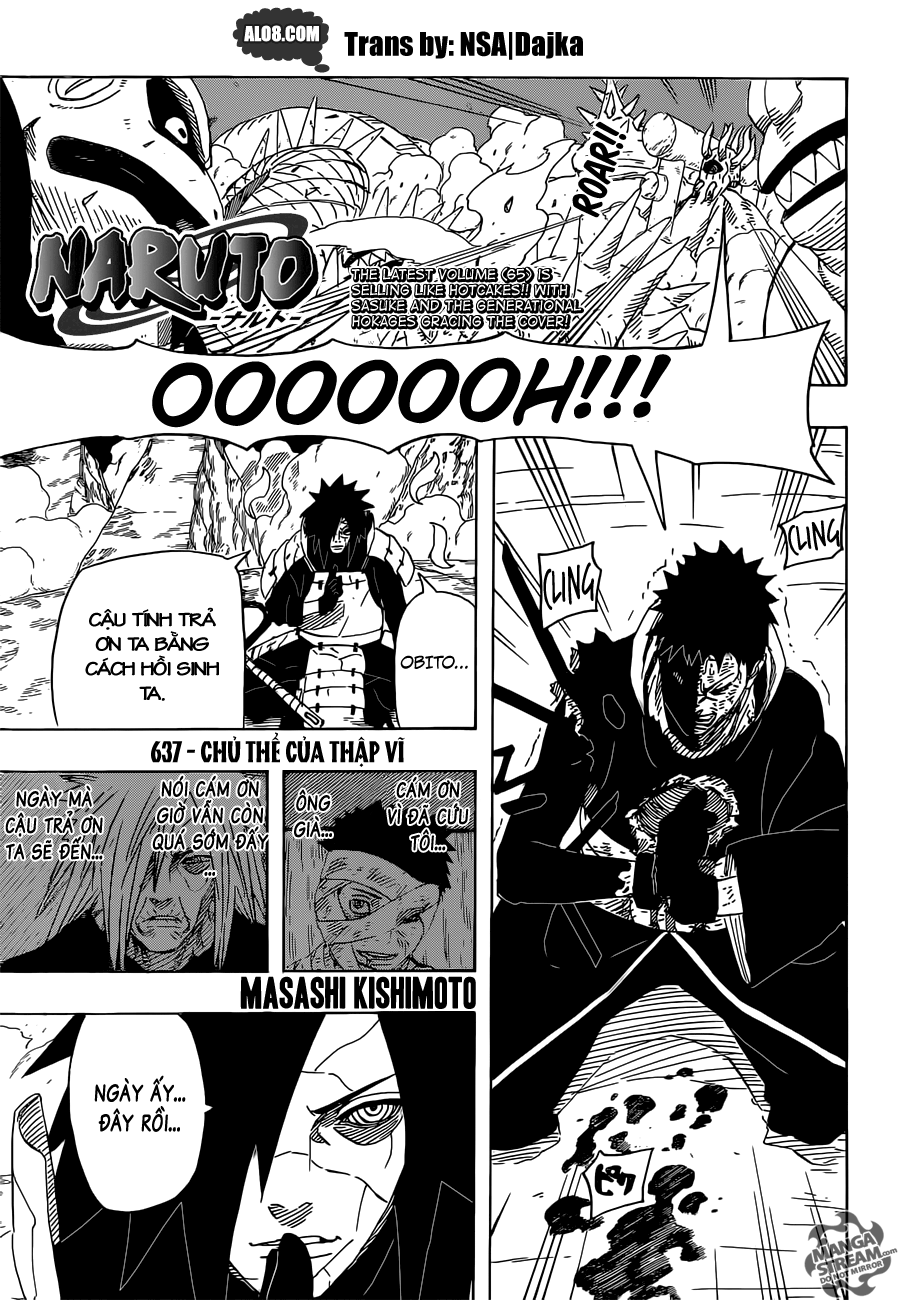 ALO8.COM
Trans by: NSA|Dajka
ROAR!!
NARUTO
-ナルト-
THE LATEST VOLUME (65) IS
SELLING LIKE HOTCAKES!! WITH
SASUKE AND THE GENERATIONAL
HOKAGES GRACING THE COVER!
OOOOOOH!!!
CLING
CLING
OBITO...
CẬU TÍNH TRẢ
ƠN TA BẰNG
CÁCH HỒI SINH
TA.
637 - CHỦ THỂ CỦA THẬP VĨ
CÁM ƠN
VÌ ĐÃ CỨU
TÔI...
ÔNG
GIÀ...
NÓI CÁM ƠN
GIỜ VẪN CÒN
QUÁ SỚM ĐẤY
...
NGÀY MÀ
CẬU TRẢ ƠN
TA SẼ ĐẾN...
MASASHI KISHIMOTO
NGÀY ẤY...
ĐÂY RỒI...
MANGA
STREAM.com
DO NOT MIRROR